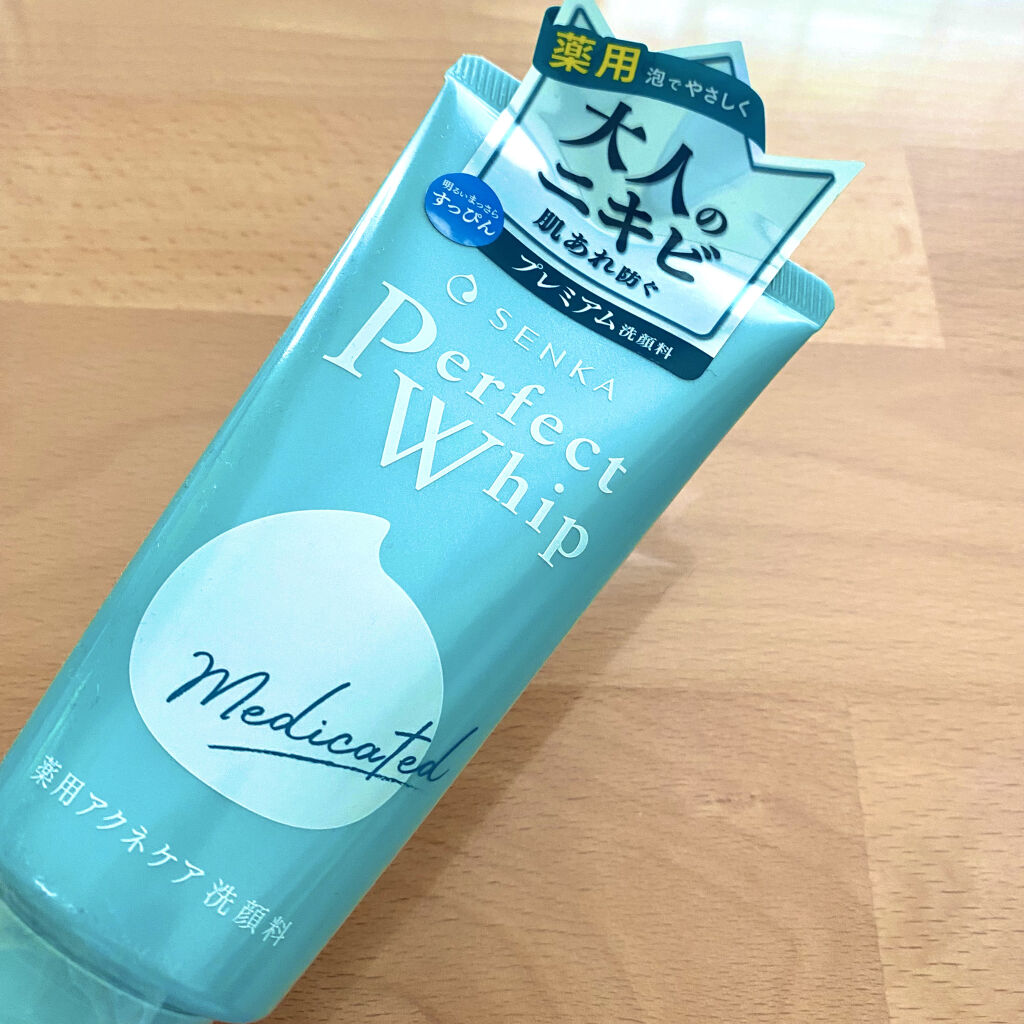 薬用 泡でやさしく
大人の
ニキビ
肌あれ防ぐ
プレミアム洗顔料
明るいまっさら
すっぴん
SENKA
Perfect
Whip
Medicated
薬用アクネケア 洗顔料